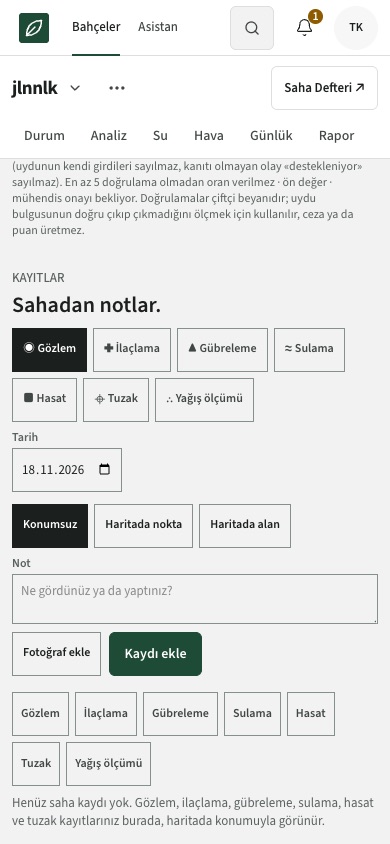 Bahçeler Asistan 1 TK
jlnnlk ••• Saha Defteri ↗
Durum Analiz Su Hava Günlük Rapor
(uydunun kendi girdileri sayılmaz, kanıtı olmayan olay «destekleniyor»
sayılmaz). En az 5 doğrulama olmadan oran verilmez · ön değer ·
mühendis onayı bekliyor. Doğrulamalar çiftçi beyanıdır; uydu
bulgusunun doğru çıkıp çıkmadığını ölçmek için kullanılır, ceza ya da
puan üretmez.
KAYITLAR
Sahadan notlar.
◉ Gözlem ✚ İlaçlama ▲ Gübreleme ≈ Sulama
■ Hasat ⌖ Tuzak ∴ Yağış ölçümü
Tarih
18.11.2026
Konumsuz Haritada nokta Haritada alan
Not
Ne gördünüz ya da yaptınız?
Fotoğraf ekle Kaydı ekle
Gözlem İlaçlama Gübreleme Sulama Hasat
Tuzak Yağış ölçümü
Henüz saha kaydı yok. Gözlem, ilaçlama, gübreleme, sulama, hasat
ve tuzak kayıtlarınız burada, haritada konumuyla görünür.